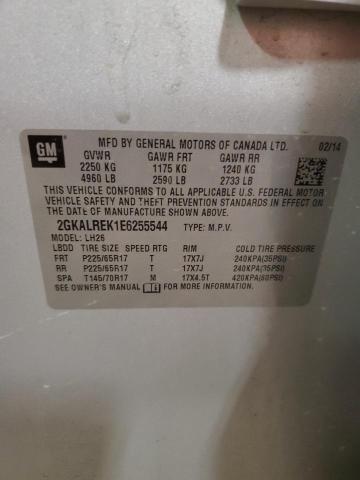 GM
MFD BY GENERAL MOTORS OF CANADA LTD. 02/14
GVWR GAWR FRT GAWR RR
2250 KG 1175 KG 1240 KG
4960 LB 2590 LB 2733 LB
THIS VEHICLE CONFORMS TO ALL APPLICABLE U.S. FEDERAL MOTOR
VEHICLE SAFETY AND THEFT PREVENTION STANDARDS IN EFFECT ON
THE DATE OF MANUFACTURE SHOWN ABOVE.
2GKALREK1E6255544 TYPE: M.P.V.
MODEL: LH26
LBDD TIRE SIZE SPEED RTG RIM COLD TIRE PRESSURE
FRT P225/65R17 T 17X7J 240KPA(35PSI)
RR P225/65R17 T 17X7J 240KPA(35PSI)
SPA T145/70R17 M 17X4.5T 420KPA(60PSI)
SEE OWNER'S MANUAL FOR MORE INFORMATION.